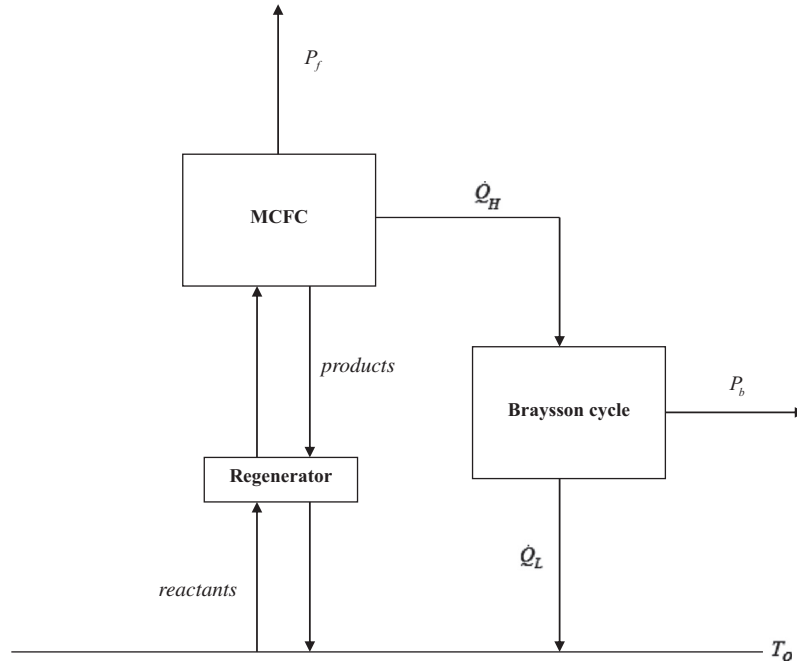 P_f
MCFC
Q̇_H
products
Braysson cycle
P_b
Regenerator
Q̇_L
reactants
T_o